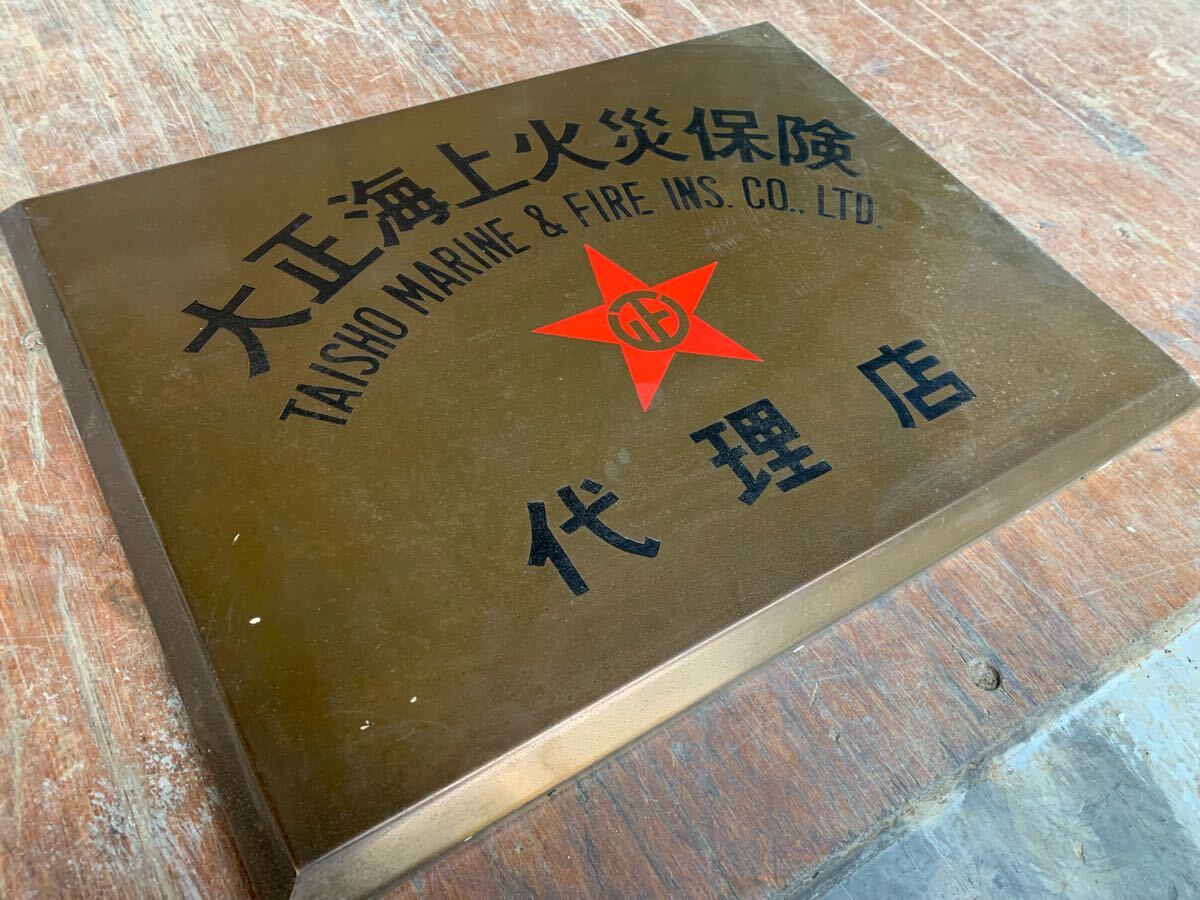 大正海上火災保険
TAISHO MARINE & FIRE INS. CO., LTD.
代理店